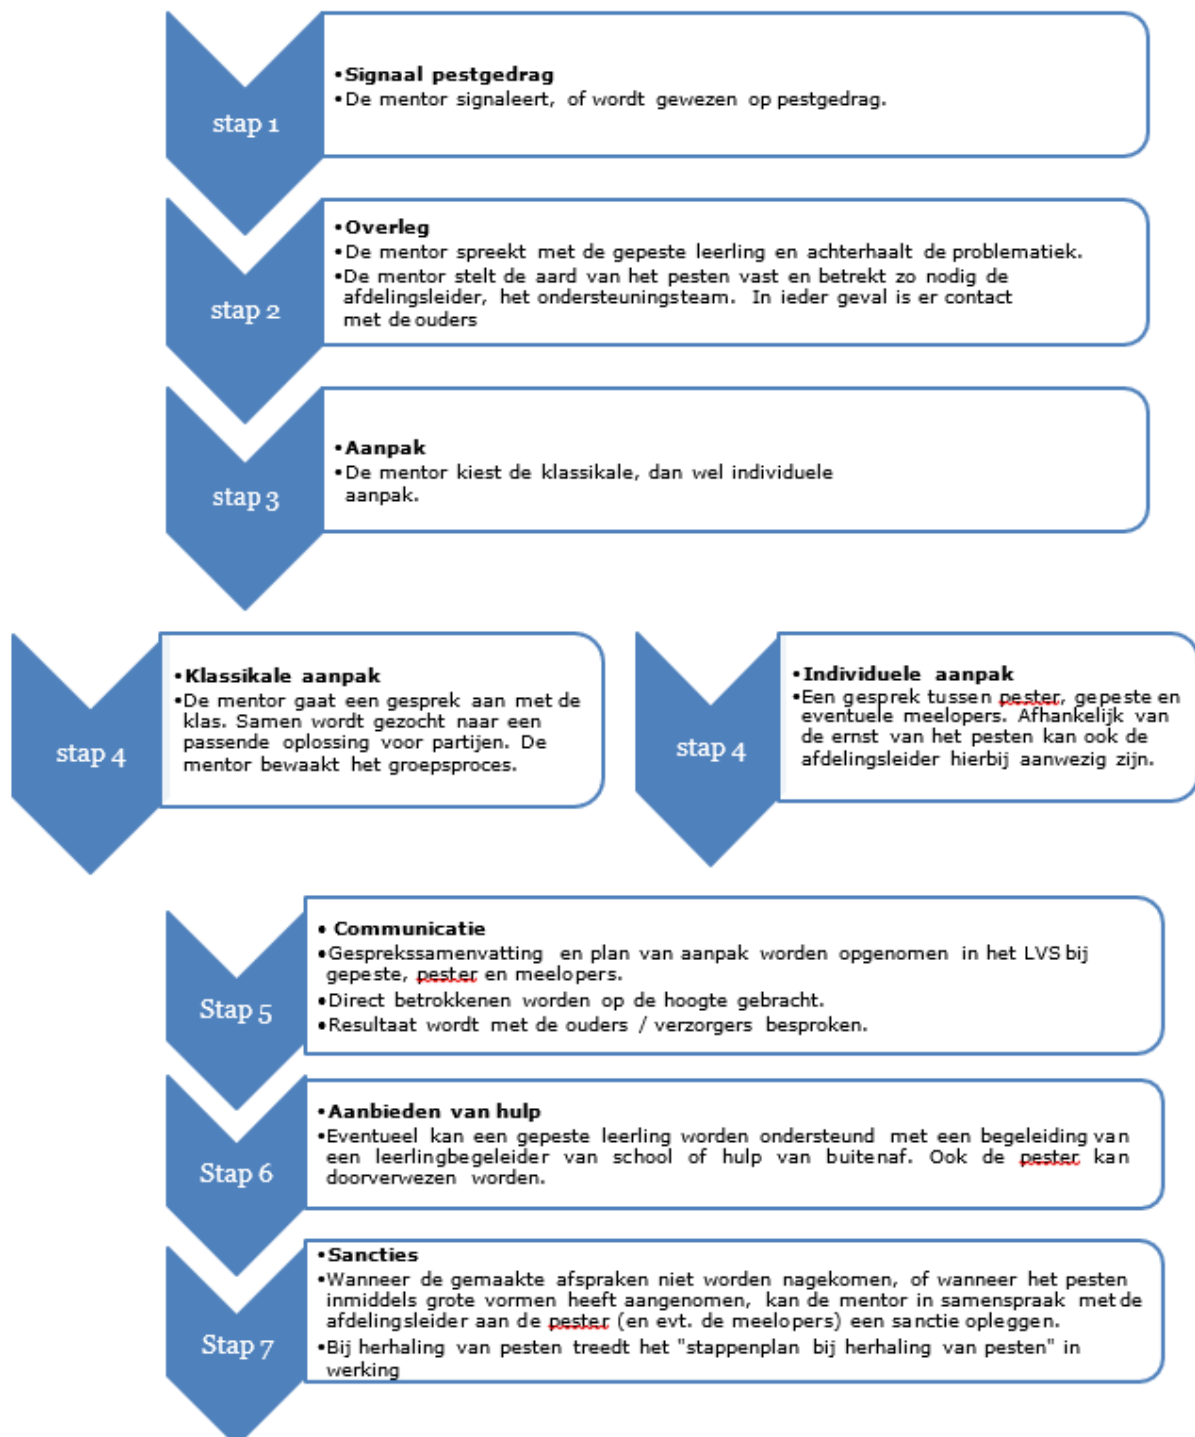 stap 1
•Signaal pestgedrag
•De mentor signaleert, of wordt gewezen op pestgedrag.
stap 2
•Overleg
•De mentor spreekt met de gepeste leerling en achterhaalt de problematiek.
•De mentor stelt de aard van het pesten vast en betrekt zo nodig de
afdelingsleider, het ondersteuningsteam. In ieder geval is er contact
met de ouders
stap 3
•Aanpak
•De mentor kiest de klassikale, dan wel individuele
aanpak.
stap 4
•Klassikale aanpak
•De mentor gaat een gesprek aan met de
klas. Samen wordt gezocht naar een
passende oplossing voor partijen. De
mentor bewaakt het groepsproces.
stap 4
•Individuele aanpak
•Een gesprek tussen pester, gepeste en
eventuele meelopers. Afhankelijk van
de ernst van het pesten kan ook de
afdelingsleider hierbij aanwezig zijn.
Stap 5
• Communicatie
•Gesprekssamenvatting en plan van aanpak worden opgenomen in het LVS bij
gepeste, pester en meelopers.
•Direct betrokkenen worden op de hoogte gebracht.
•Resultaat wordt met de ouders / verzorgers besproken.
Stap 6
•Aanbieden van hulp
•Eventueel kan een gepeste leerling worden ondersteund met een begeleiding van
een leerlingbegeleider van school of hulp van buitenaf. Ook de pester kan
doorverwezen worden.
Stap 7
•Sancties
•Wanneer de gemaakte afspraken niet worden nagekomen, of wanneer het pesten
inmiddels grote vormen heeft aangenomen, kan de mentor in samenspraak met de
afdelingsleider aan de pester (en evt. de meelopers) een sanctie opleggen.
•Bij herhaling van pesten treedt het "stappenplan bij herhaling van pesten" in
werking